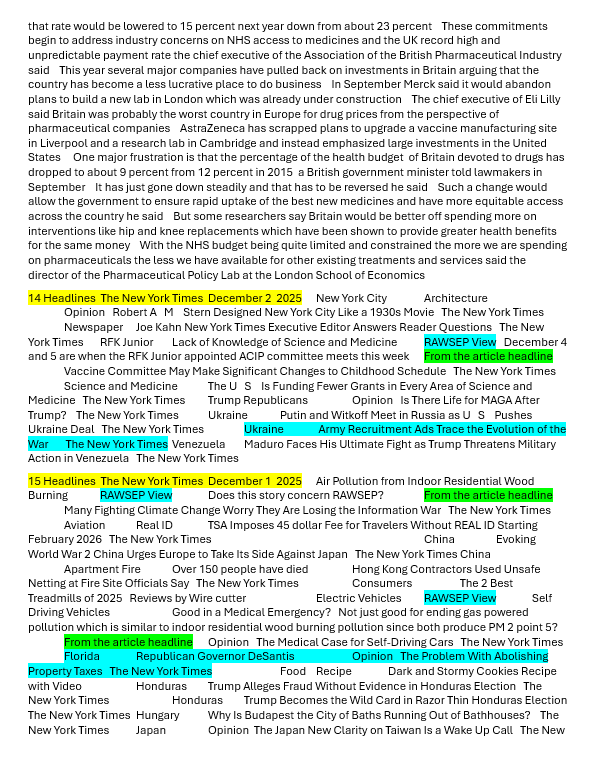 that rate would be lowered to 15 percent next year down from about 23 percent   These commitments
begin to address industry concerns on NHS access to medicines and the UK record high and
unpredictable payment rate the chief executive of the Association of the British Pharmaceutical Industry
said   This year several major companies have pulled back on investments in Britain arguing that the
country has become a less lucrative place to do business   In September Merck said it would abandon
plans to build a new lab in London which was already under construction   The chief executive of Eli Lilly
said Britain was probably the worst country in Europe for drug prices from the perspective of
pharmaceutical companies   AstraZeneca has scrapped plans to upgrade a vaccine manufacturing site
in Liverpool and a research lab in Cambridge and instead emphasized large investments in the United
States   One major frustration is that the percentage of the health budget  of Britain devoted to drugs has
dropped to about 9 percent from 12 percent in 2015  a British government minister told lawmakers in
September   It has just gone down steadily and that has to be reversed he said   Such a change would
allow the government to ensure rapid uptake of the best new medicines and have more equitable access
across the country he said   But some researchers say Britain would be better off spending more on
interventions like hip and knee replacements which have been shown to provide greater health benefits
for the same money   With the NHS budget being quite limited and constrained the more we are spending
on pharmaceuticals the less we have available for other existing treatments and services said the
director of the Pharmaceutical Policy Lab at the London School of Economics
14 Headlines  The New York Times  December 2  2025   New York City   Architecture
Opinion  Robert A  M   Stern Designed New York City Like a 1930s Movie  The New York Times
Newspaper   Joe Kahn New York Times Executive Editor Answers Reader Questions  The New
York Times   RFK Junior   Lack of Knowledge of Science and Medicine   RAWSEP View   December 4
and 5 are when the RFK Junior appointed ACIP committee meets this week   From the article headline
Vaccine Committee May Make Significant Changes to Childhood Schedule  The New York Times
Science and Medicine   The U  S   Is Funding Fewer Grants in Every Area of Science and
Medicine  The New York Times   Trump Republicans   Opinion  Is There Life for MAGA After
Trump?  The New York Times   Ukraine   Putin and Witkoff Meet in Russia as U  S   Pushes
Ukraine Deal  The New York Times   Ukraine   Army Recruitment Ads Trace the Evolution of the
War   The New York Times  Venezuela   Maduro Faces His Ultimate Fight as Trump Threatens Military
Action in Venezuela  The New York Times
15 Headlines  The New York Times  December 1  2025   Air Pollution from Indoor Residential Wood
Burning   RAWSEP View   Does this story concern RAWSEP?   From the article headline
Many Fighting Climate Change Worry They Are Losing the Information War  The New York Times
Aviation   Real ID   TSA Imposes 45 dollar Fee for Travelers Without REAL ID Starting
February 2026  The New York Times   China   Evoking
World War 2 China Urges Europe to Take Its Side Against Japan  The New York Times China
Apartment Fire   Over 150 people have died   Hong Kong Contractors Used Unsafe
Netting at Fire Site Officials Say  The New York Times   Consumers   The 2 Best
Treadmills of 2025  Reviews by Wire cutter   Electric Vehicles   RAWSEP View   Self
Driving Vehicles   Good in a Medical Emergency?  Not just good for ending gas powered
pollution which is similar to indoor residential wood burning pollution since both produce PM 2 point 5?
From the article headline   Opinion  The Medical Case for Self-Driving Cars  The New York Times
Florida   Republican Governor DeSantis   Opinion  The Problem With Abolishing
Property Taxes  The New York Times   Food   Recipe   Dark and Stormy Cookies Recipe
with Video   Honduras   Trump Alleges Fraud Without Evidence in Honduras Election  The
New York Times   Honduras   Trump Becomes the Wild Card in Razor Thin Honduras Election
The New York Times  Hungary   Why Is Budapest the City of Baths Running Out of Bathhouses?  The
New York Times   Japan   Opinion  The Japan New Clarity on Taiwan Is a Wake Up Call  The New